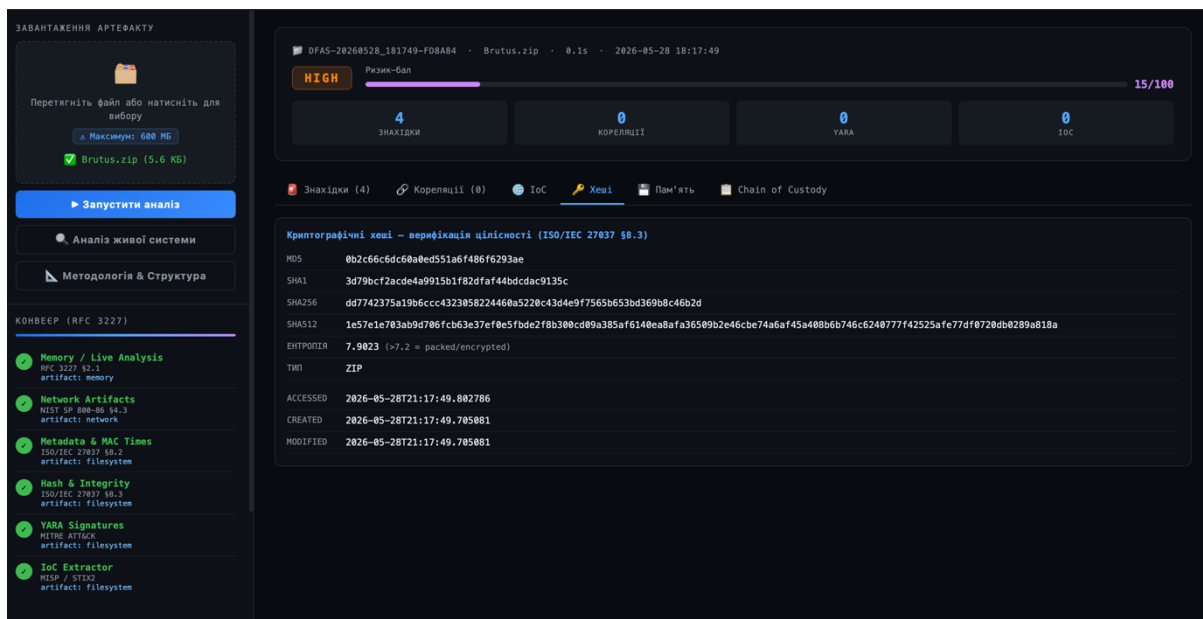 ЗАВАНТАЖЕННЯ АРТЕФАКТУ
Перетягніть файл або натисніть для
вибору
⚠ Максимум: 600 МБ
✅ Brutus.zip (5.6 КБ)
▶ Запустити аналіз
🔍 Аналіз живої системи
📐 Методологія & Структура
КОНВЕЄР (RFC 3227)
✓ Memory / Live Analysis
RFC 3227 §2.1
artifact: memory
✓ Network Artifacts
NIST SP 800-86 §4.3
artifact: network
✓ Metadata & MAC Times
ISO/IEC 27037 §8.2
artifact: filesystem
✓ Hash & Integrity
ISO/IEC 27037 §8.3
artifact: filesystem
✓ YARA Signatures
MITRE ATT&CK
artifact: filesystem
✓ IoC Extractor
MISP / STIX2
artifact: filesystem
DFAS-20260528_181749-FD8A84 · Brutus.zip · 0.1s · 2026-05-28 18:17:49
HIGH
Ризик-бал
15/100
4
ЗНАХІДКИ
0
КОРЕЛЯЦІЇ
0
YARA
0
IOC
Знахідки (4) Кореляції (0) IoC Хеші Пам'ять Chain of Custody
Криптографічні хеші — верифікація цілісності (ISO/IEC 27037 §8.3)
MD5 0b2c66c6dc60a0ed551a6f486f6293ae
SHA1 3d79bcf2acde4a9915b1f82dfaf44bdcdac9135c
SHA256 dd7742375a19b6ccc4323058224460a5220c43d4e9f7565b653bd369b8c46b2d
SHA512 1e57e1e703ab9d706fcb63e37ef0e5fbde2f8b300cd09a385af6140ea8afa36509b2e46cbe74a6af45a408b6b746c6240777f42525afe77df0720db0289a818a
ЕНТРОПІЯ 7.9023 (>7.2 = packed/encrypted)
ТИП ZIP
ACCESSED 2026-05-28T21:17:49.802786
CREATED 2026-05-28T21:17:49.705081
MODIFIED 2026-05-28T21:17:49.705081